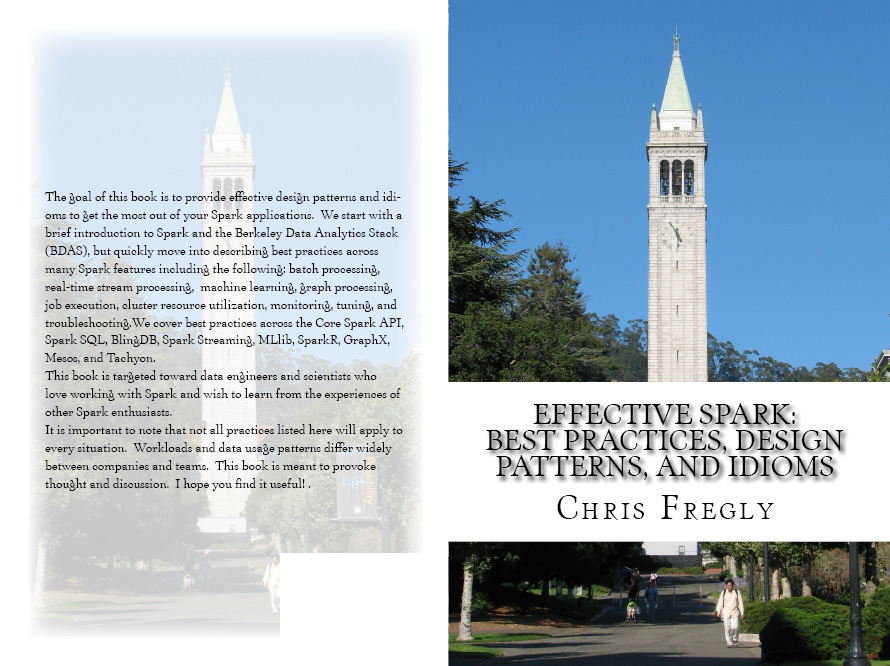 The goal of this book is to provide effective design patterns and idi-
oms to get the most out of your Spark applications.  We start with a
brief introduction to Spark and the Berkeley Data Analytics Stack
(BDAS), but quickly move into describing best practices across
many Spark features including the following: batch processing,
real-time stream processing,  machine learning, graph processing,
job execution, cluster resource utilization, monitoring, tuning, and
troubleshooting.We cover best practices across the Core Spark API,
Spark SQL, BlingDB, Spark Streaming, MLlib, SparkR, GraphX,
Mesos, and Tachyon.
This book is targeted toward data engineers and scientists who
love working with Spark and wish to learn from the experiences of
other Spark enthusiasts.
It is important to note that not all practices listed here will apply to
every situation.  Workloads and data usage patterns differ widely
between companies and teams.  This book is meant to provoke
thought and discussion.  I hope you find it useful! .
EFFECTIVE SPARK:
BEST PRACTICES, DESIGN
PATTERNS, AND IDIOMS
Chris Fregly